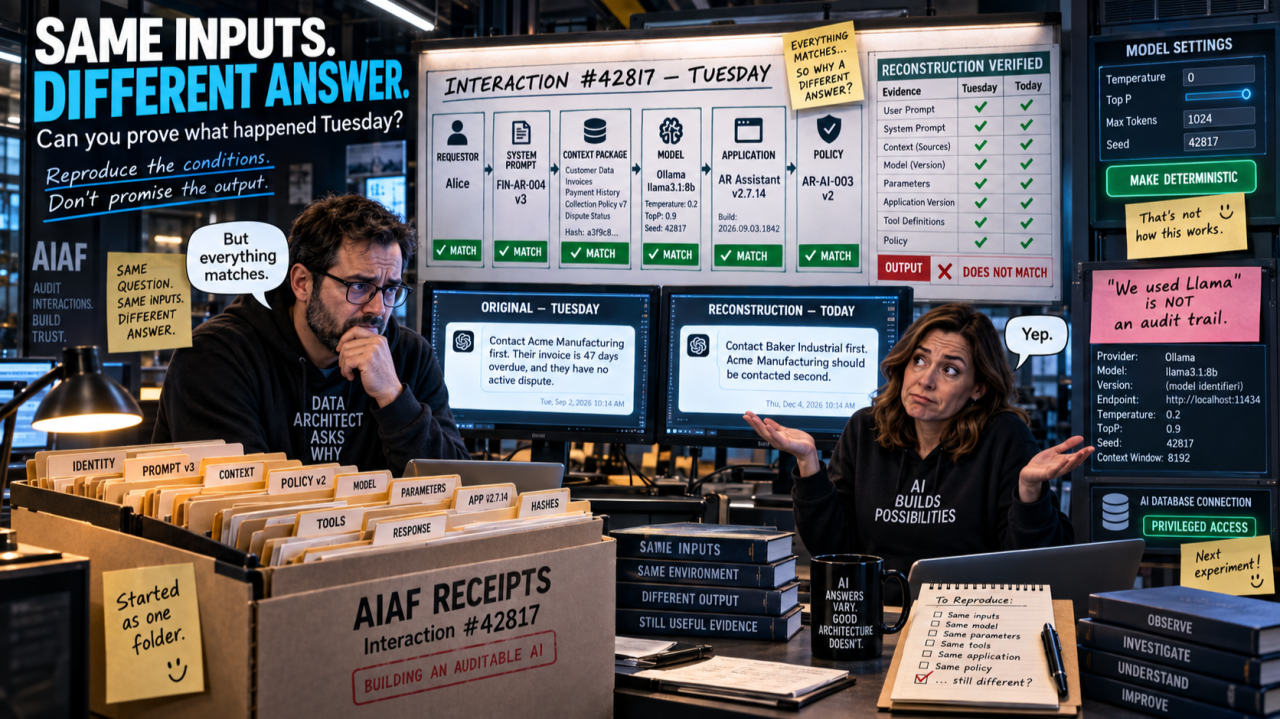 SAME INPUTS.
DIFFERENT ANSWER.
Can you prove what happened Tuesday?
Reproduce the conditions.
Don't promise the output.
AIAF
AUDIT
INTERACTIONS.
BUILD
TRUST.
SAME
QUESTION.
SAME INPUTS.
DIFFERENT
ANSWER.
But
everything
matches.
DATA
ARCHITECT
ASKS
WHY
INTERACTION #42817 — TUESDAY
EVERYTHING
MATCHES...
SO WHY A
DIFFERENT
ANSWER?
REQUESTOR
Alice
✓ MATCH
SYSTEM
PROMPT
FIN-AR-004
v3
✓ MATCH
CONTEXT PACKAGE
Customer Data
Invoices
Payment History
Collection Policy v7
Dispute Status
Hash: a3f9c8...
✓ MATCH
MODEL
Ollama
llama3.1:8b
Temperature: 0.2
TopP: 0.9
Seed: 42817
✓ MATCH
APPLICATION
AR Assistant
v2.7.14
Build:
2026.09.03.1842
✓ MATCH
POLICY
AR-AI-003
v2
✓ MATCH
RECONSTRUCTION VERIFIED
Evidence Tuesday Today
User Prompt ✓ ✓
System Prompt ✓ ✓
Context (Sources) ✓ ✓
Model (Version) ✓ ✓
Parameters ✓ ✓
Application Version ✓ ✓
Tool Definitions ✓ ✓
Policy ✓ ✓
OUTPUT ✗ DOES NOT MATCH
MODEL SETTINGS
Temperature 0
Top P
Max Tokens 1024
Seed 42817
MAKE DETERMINISTIC
That's not
how this works.
"We used Llama"
is NOT
an audit trail.
Provider: Ollama
Model: llama3.1:8b
Version: (model identifieri)
Endpoint: http://localhost:11434
Temperature: 0.2
TopP: 0.9
Seed: 42817
Context Window: 8192
AI DATABASE CONNECTION
PRIVILEGED ACCESS
Next
experiment!
ORIGINAL — TUESDAY
Contact Acme Manufacturing
first. Their invoice is 47 days
overdue, and they have no
active dispute.
Tue, Sep 2, 2026 10:14 AM
RECONSTRUCTION — TODAY
Contact Baker Industrial first.
Acme Manufacturing should
be contacted second.
Thu, Dec 4, 2026 10:14 AM
Yep.
AI
BUILDS
POSSIBILITIES
IDENTITY
PROMPT v3
CONTEXT
POLICY v2
MODEL
PARAMETERS
APP v2.7.14
HASHES
TOOLS
RESPONSE
Started
as one
folder.
AIAF RECEIPTS
Interaction #42817
BUILDING AN AUDITABLE AI
SAME INPUTS
SAME ENVIRONMENT
DIFFERENT OUTPUT
STILL USEFUL EVIDENCE
AI
ANSWERS
VARY.
GOOD
ARCHITECTURE
DOESN'T.
To Reproduce:
Same inputs
Same model
Same parameters
Same tools
Same application
Same policy
... still different?
OBSERVE
INVESTIGATE
UNDERSTAND
IMPROVE